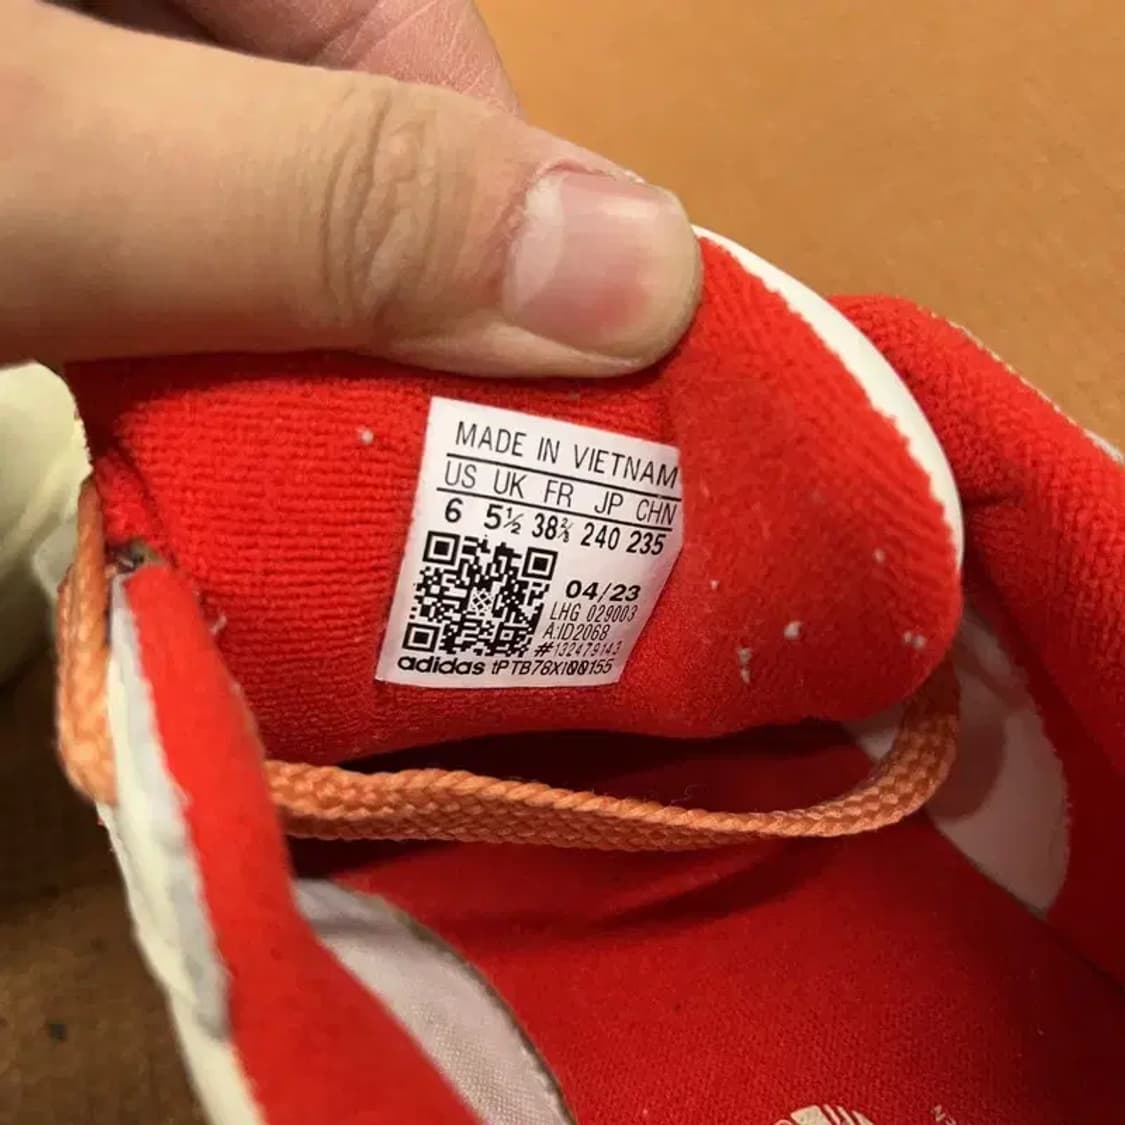 MADE IN VIETNAM
US UK FR JP CHN
6 5½ 38⅔ 240 235
04/23
LHG 029003
A:ID2068
#132479143
adidas tPTB78XI00155